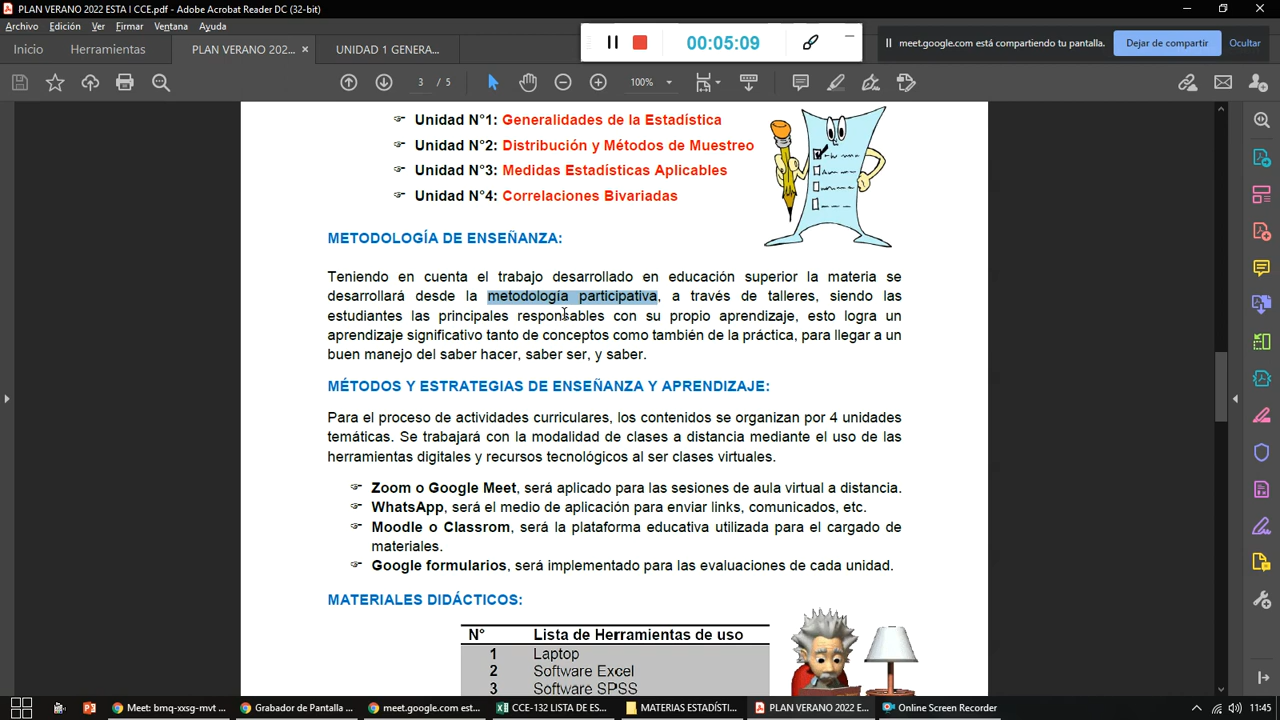 PLAN VERANO 2022 ESTA I CCE.pdf - Adobe Acrobat Reader DC (32-bit)
Archivo Edición Ver Firmar Ventana Ayuda
00:05:09
meet.google.com está compartiendo tu pantalla. Dejar de compartir Ocultar
Inicio Herramientas PLAN VERANO 202... × UNIDAD 1 GENERA...
3 / 5 100%
Unidad N°1: Generalidades de la Estadística
Unidad N°2: Distribución y Métodos de Muestreo
Unidad N°3: Medidas Estadísticas Aplicables
Unidad N°4: Correlaciones Bivariadas
METODOLOGÍA DE ENSEÑANZA:
Teniendo en cuenta el trabajo desarrollado en educación superior la materia se
desarrollará desde la metodología participativa, a través de talleres, siendo las
estudiantes las principales responsables con su propio aprendizaje, esto logra un
aprendizaje significativo tanto de conceptos como también de la práctica, para llegar a un
buen manejo del saber hacer, saber ser, y saber.
MÉTODOS Y ESTRATEGIAS DE ENSEÑANZA Y APRENDIZAJE:
Para el proceso de actividades curriculares, los contenidos se organizan por 4 unidades
temáticas. Se trabajará con la modalidad de clases a distancia mediante el uso de las
herramientas digitales y recursos tecnológicos al ser clases virtuales.
Zoom o Google Meet, será aplicado para las sesiones de aula virtual a distancia.
WhatsApp, será el medio de aplicación para enviar links, comunicados, etc.
Moodle o Classrom, será la plataforma educativa utilizada para el cargado de
materiales.
Google formularios, será implementado para las evaluaciones de cada unidad.
MATERIALES DIDÁCTICOS:
N° Lista de Herramientas de uso
1 Laptop
2 Software Excel
3 Software SPSS
Meet: bmq-xxsg-mvt ... Grabador de Pantalla ... meet.google.com est... CCE-132 LISTA DE ES... MATERIAS ESTADÍSTI... PLAN VERANO 2022 E... Online Screen Recorder 11:45